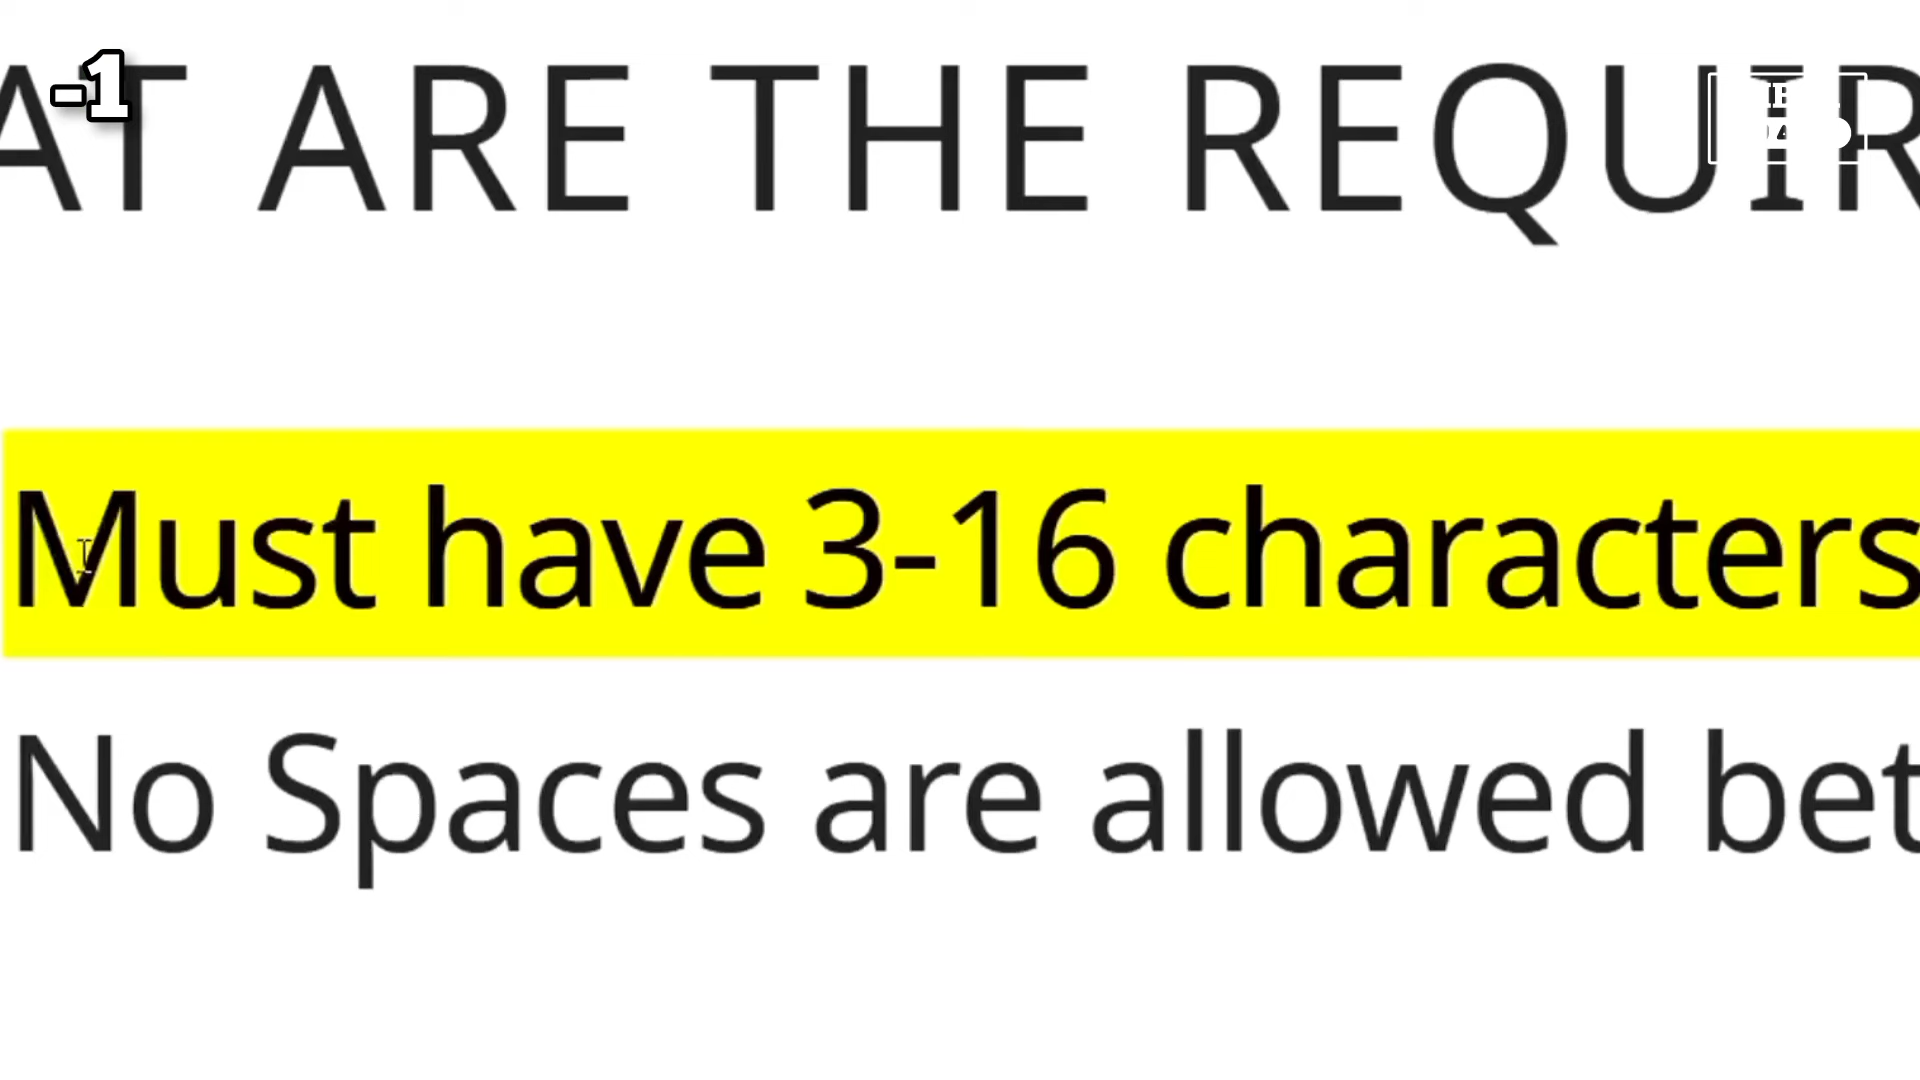 -1
AT ARE THE REQUIR
Must have 3-16 characters
No Spaces are allowed bet